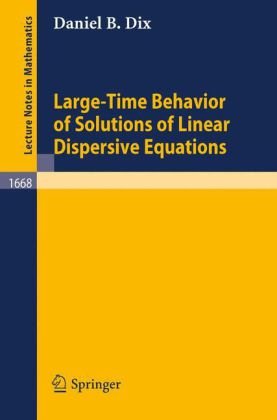 Daniel B. Dix
Lecture Notes in Mathematics
Large-Time Behavior
of Solutions of Linear
Dispersive Equations
1668
Springer